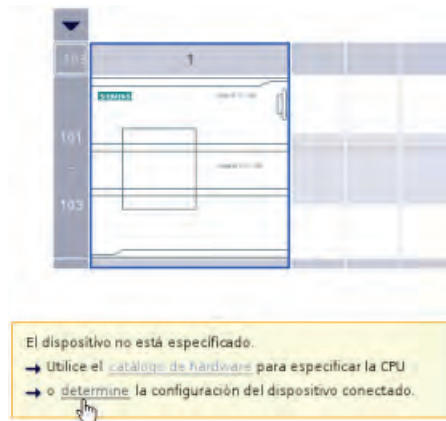 103
1
SIEMENS
101
-
103
El dispositivo no está especificado.
→ Utilice el catálogo de hardware para especificar la CPU
→ o determine la configuración del dispositivo conectado.